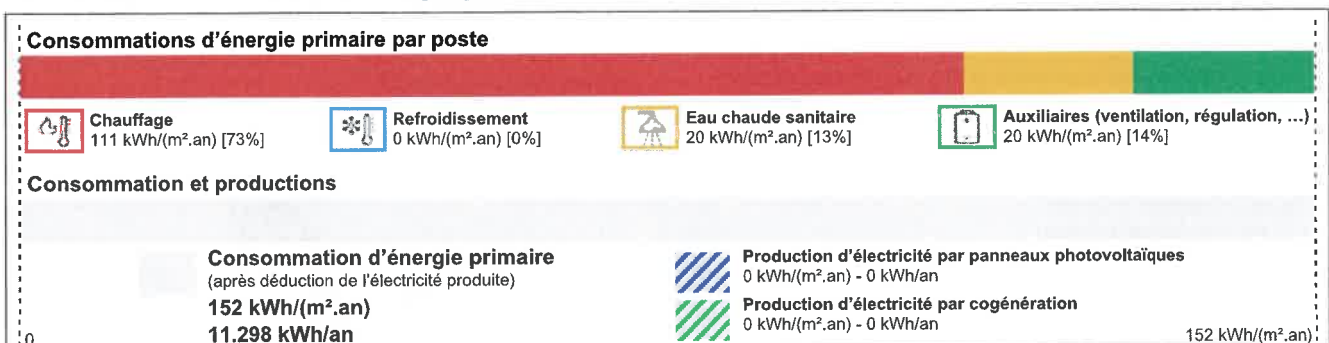 Consommations d'énergie primaire par poste
Chauffage
111 kWh/(m².an) [73%]
Refroidissement
0 kWh/(m².an) [0%]
Eau chaude sanitaire
20 kWh/(m².an) [13%]
Auxiliaires (ventilation, régulation, ...)
20 kWh/(m².an) [14%]
Consommation et productions
Consommation d'énergie primaire
(après déduction de l'électricité produite)
152 kWh/(m².an)
11.298 kWh/an
Production d'électricité par panneaux photovoltaïques
0 kWh/(m².an) - 0 kWh/an
Production d'électricité par cogénération
0 kWh/(m².an) - 0 kWh/an
0
152 kWh/(m².an)